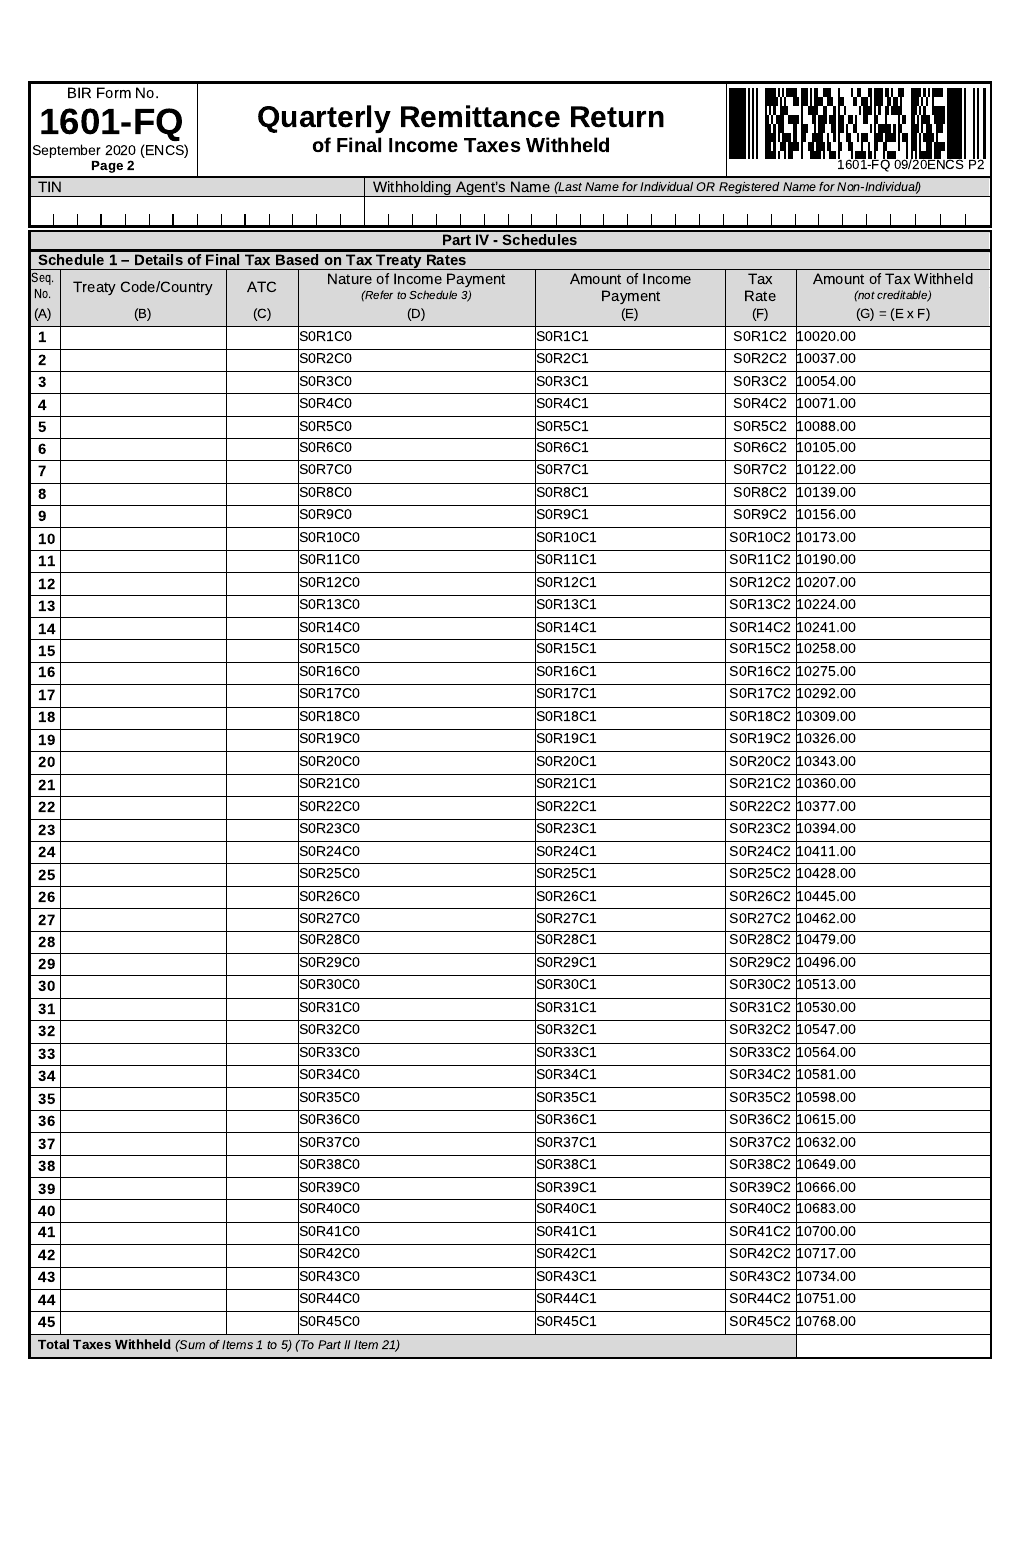 BIR Form No.
1601-FQ
September 2020 (ENCS)
Page 2
Quarterly Remittance Return
of Final Income Taxes Withheld
1601-FQ 09/20ENCS P2
TIN
Withholding Agent's Name (Last Name for Individual OR Registered Name for Non-Individual)
Part IV - Schedules
Schedule 1 – Details of Final Tax Based on Tax Treaty Rates
Seq. No. (A) Treaty Code/Country (B) ATC (C) Nature of Income Payment (Refer to Schedule 3) (D) Amount of Income Payment (E) Tax Rate (F) Amount of Tax Withheld (not creditable) (G) = (E x F)
1 S0R1C0 S0R1C1 S0R1C2 10020.00
2 S0R2C0 S0R2C1 S0R2C2 10037.00
3 S0R3C0 S0R3C1 S0R3C2 10054.00
4 S0R4C0 S0R4C1 S0R4C2 10071.00
5 S0R5C0 S0R5C1 S0R5C2 10088.00
6 S0R6C0 S0R6C1 S0R6C2 10105.00
7 S0R7C0 S0R7C1 S0R7C2 10122.00
8 S0R8C0 S0R8C1 S0R8C2 10139.00
9 S0R9C0 S0R9C1 S0R9C2 10156.00
10 S0R10C0 S0R10C1 S0R10C2 10173.00
11 S0R11C0 S0R11C1 S0R11C2 10190.00
12 S0R12C0 S0R12C1 S0R12C2 10207.00
13 S0R13C0 S0R13C1 S0R13C2 10224.00
14 S0R14C0 S0R14C1 S0R14C2 10241.00
15 S0R15C0 S0R15C1 S0R15C2 10258.00
16 S0R16C0 S0R16C1 S0R16C2 10275.00
17 S0R17C0 S0R17C1 S0R17C2 10292.00
18 S0R18C0 S0R18C1 S0R18C2 10309.00
19 S0R19C0 S0R19C1 S0R19C2 10326.00
20 S0R20C0 S0R20C1 S0R20C2 10343.00
21 S0R21C0 S0R21C1 S0R21C2 10360.00
22 S0R22C0 S0R22C1 S0R22C2 10377.00
23 S0R23C0 S0R23C1 S0R23C2 10394.00
24 S0R24C0 S0R24C1 S0R24C2 10411.00
25 S0R25C0 S0R25C1 S0R25C2 10428.00
26 S0R26C0 S0R26C1 S0R26C2 10445.00
27 S0R27C0 S0R27C1 S0R27C2 10462.00
28 S0R28C0 S0R28C1 S0R28C2 10479.00
29 S0R29C0 S0R29C1 S0R29C2 10496.00
30 S0R30C0 S0R30C1 S0R30C2 10513.00
31 S0R31C0 S0R31C1 S0R31C2 10530.00
32 S0R32C0 S0R32C1 S0R32C2 10547.00
33 S0R33C0 S0R33C1 S0R33C2 10564.00
34 S0R34C0 S0R34C1 S0R34C2 10581.00
35 S0R35C0 S0R35C1 S0R35C2 10598.00
36 S0R36C0 S0R36C1 S0R36C2 10615.00
37 S0R37C0 S0R37C1 S0R37C2 10632.00
38 S0R38C0 S0R38C1 S0R38C2 10649.00
39 S0R39C0 S0R39C1 S0R39C2 10666.00
40 S0R40C0 S0R40C1 S0R40C2 10683.00
41 S0R41C0 S0R41C1 S0R41C2 10700.00
42 S0R42C0 S0R42C1 S0R42C2 10717.00
43 S0R43C0 S0R43C1 S0R43C2 10734.00
44 S0R44C0 S0R44C1 S0R44C2 10751.00
45 S0R45C0 S0R45C1 S0R45C2 10768.00
Total Taxes Withheld (Sum of Items 1 to 5) (To Part II Item 21)